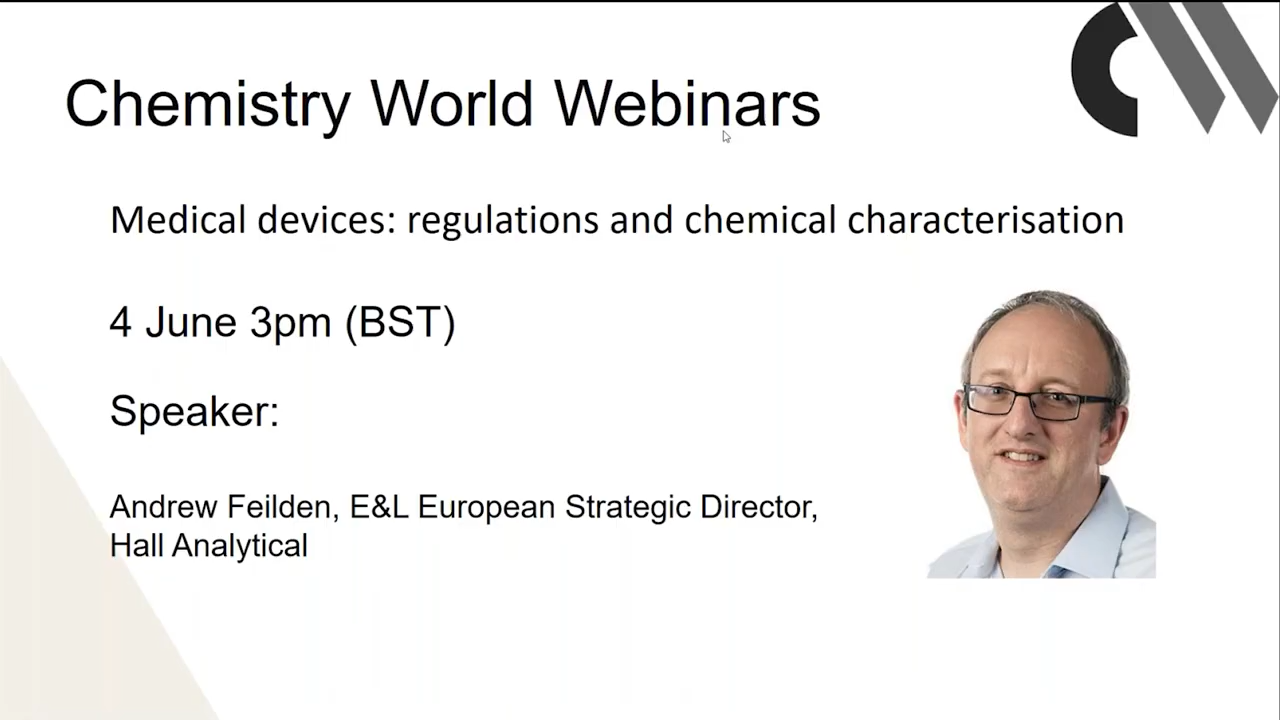 Chemistry World Webinars
Medical devices: regulations and chemical characterisation
4 June 3pm (BST)
Speaker:
Andrew Feilden, E&L European Strategic Director,
Hall Analytical